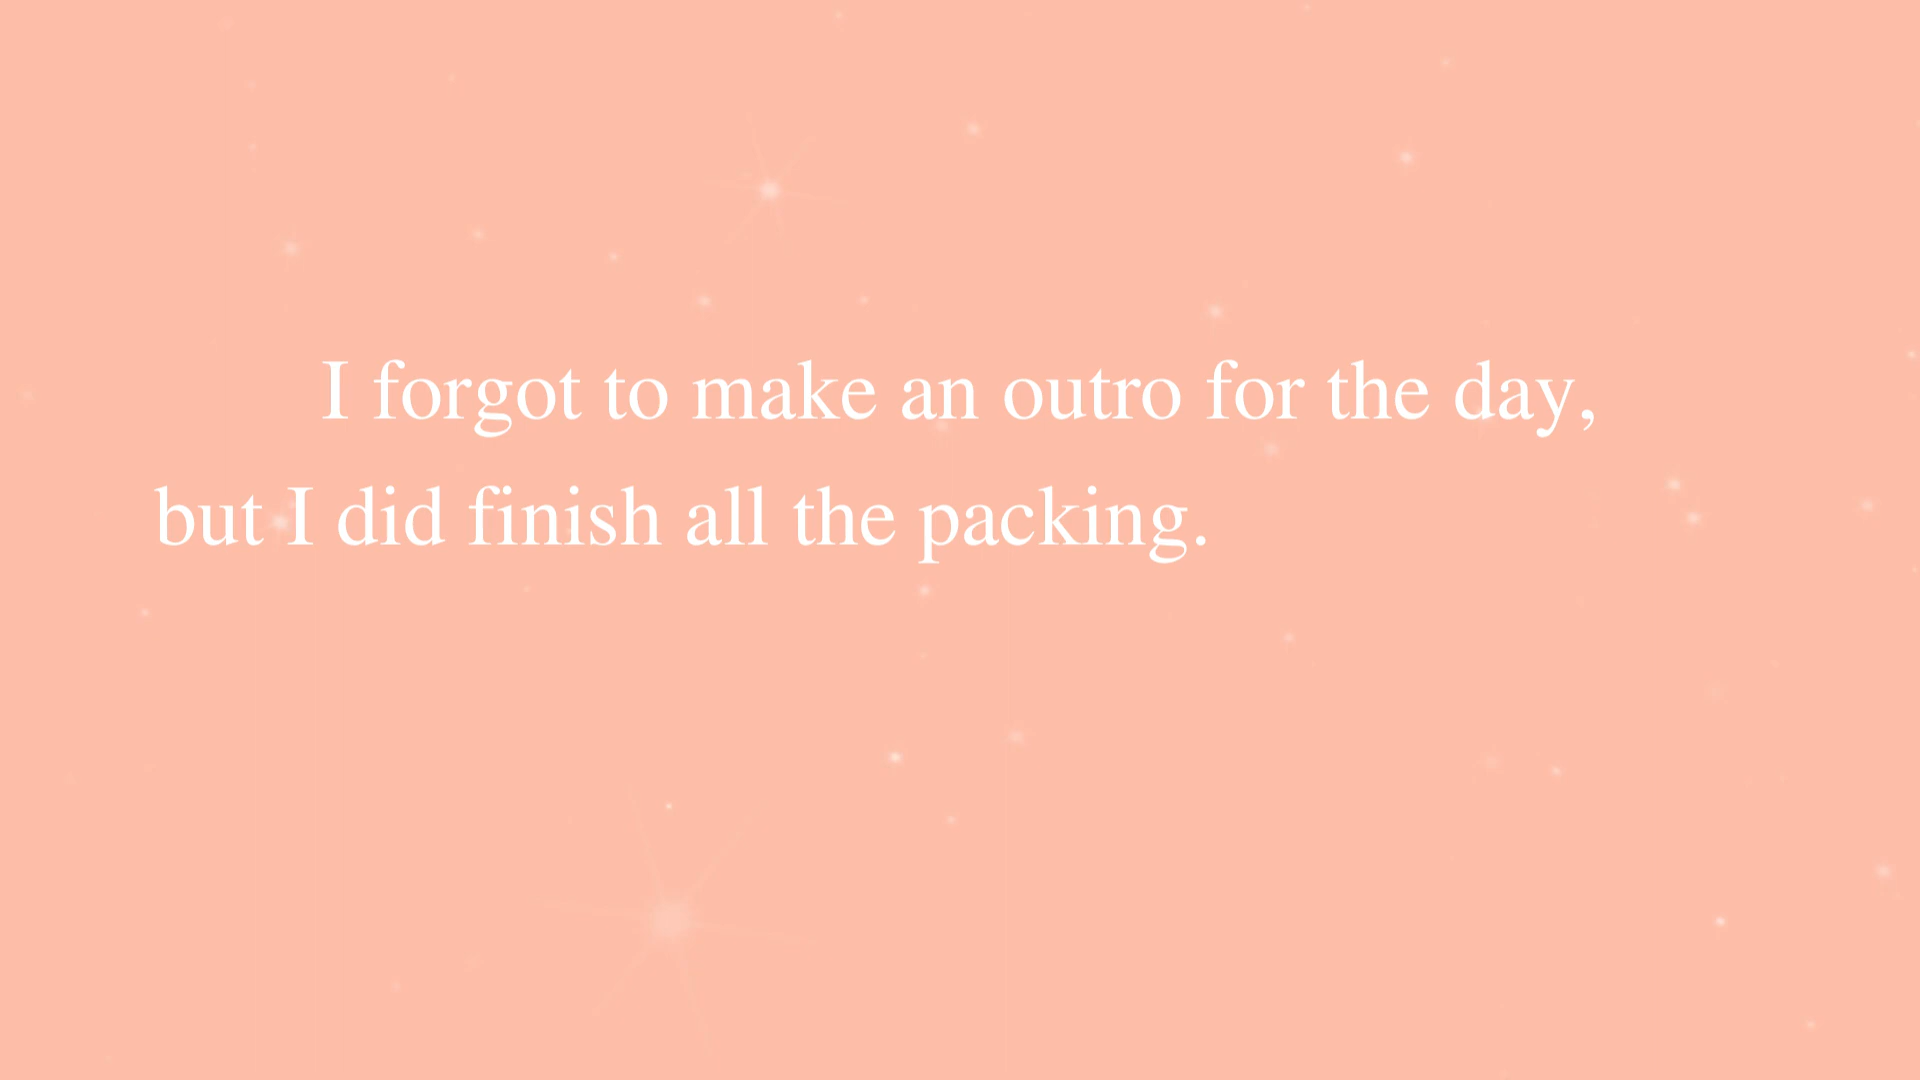 I forgot to make an outro for the day,
but I did finish all the packing.